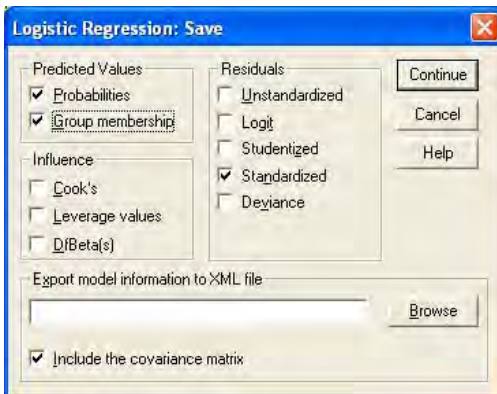 Logistic Regression: Save
Predicted Values
Probabilities
Group membership
Influence
Cook's
Leverage values
DfBeta(s)
Residuals
Unstandardized
Logit
Studentized
Standardized
Deviance
Continue
Cancel
Help
Export model information to XML file
Browse
Include the covariance matrix